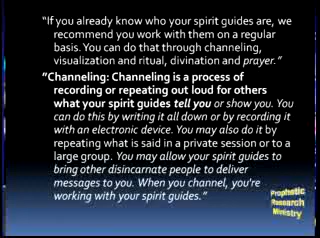 “If you already know who your spirit guides are, we
recommend you work with them on a regular
basis. You can do that through channeling,
visualization and ritual, divination and prayer.”
”Channeling: Channeling is a process of
recording or repeating out loud for others
what your spirit guides tell you or show you. You
can do this by writing it all down or by recording it
with an electronic device. You may also do it by
repeating what is said in a private session or to a
large group. You may allow your spirit guides to
bring other disincarnate people to deliver
messages to you. When you channel, you're
working with your spirit guides.”
Prophetic
Research
Ministry